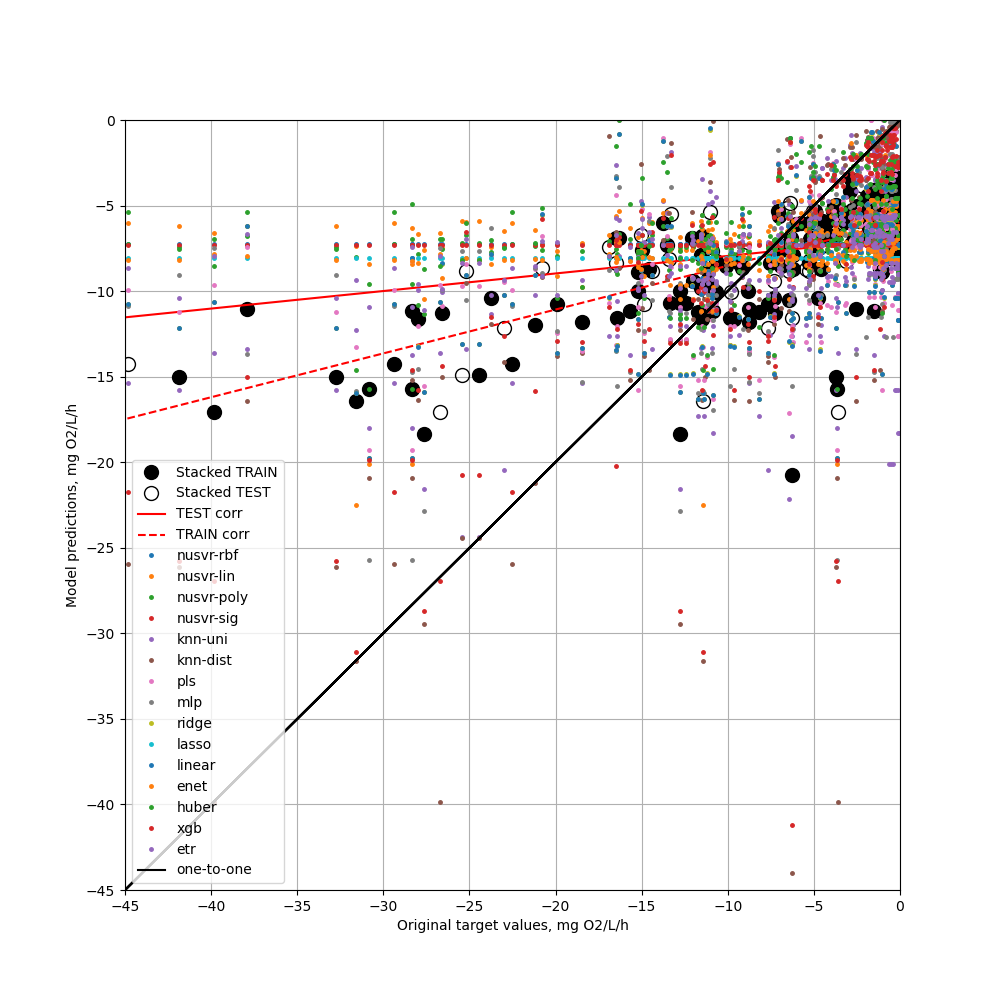 0
−5
−10
−15
−20
−25
−30
−35
−40
−45
Model predictions, mg O2/L/h
Stacked TRAIN
Stacked TEST
TEST corr
TRAIN corr
nusvr-rbf
nusvr-lin
nusvr-poly
nusvr-sig
knn-uni
knn-dist
pls
mlp
ridge
lasso
linear
enet
huber
xgb
etr
one-to-one
−45 −40 −35 −30 −25 −20 −15 −10 −5 0
Original target values, mg O2/L/h